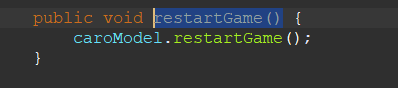 public void restartGame() {
    caroModel.restartGame();
}